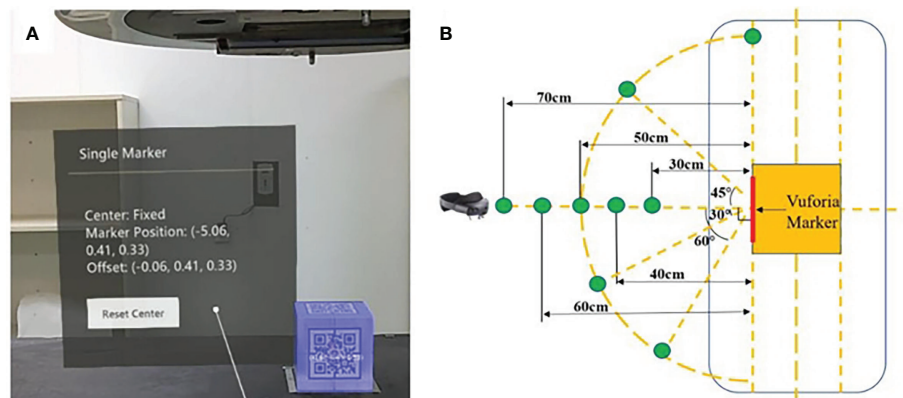 A
Single Marker
Center: Fixed
Marker Position: (-5.06,
0.41, 0.33)
Offset: (-0.06, 0.41, 0.33)
Reset Center
B
70cm
50cm
30cm
45°
30°
60°
Vuforia
Marker
40cm
60cm